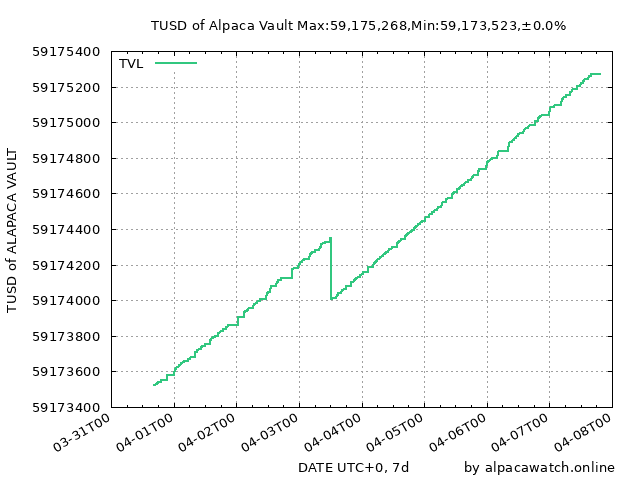 TUSD of Alpaca Vault Max:59,175,268,Min:59,173,523,±0.0%
TVL
59175400
59175200
59175000
59174800
59174600
59174400
59174200
59174000
59173800
59173600
59173400
TUSD of ALAPACA VAULT
03-31T00
04-01T00
04-02T00
04-03T00
04-04T00
04-05T00
04-06T00
04-07T00
04-08T00
DATE UTC+0, 7d
by alpacawatch.online